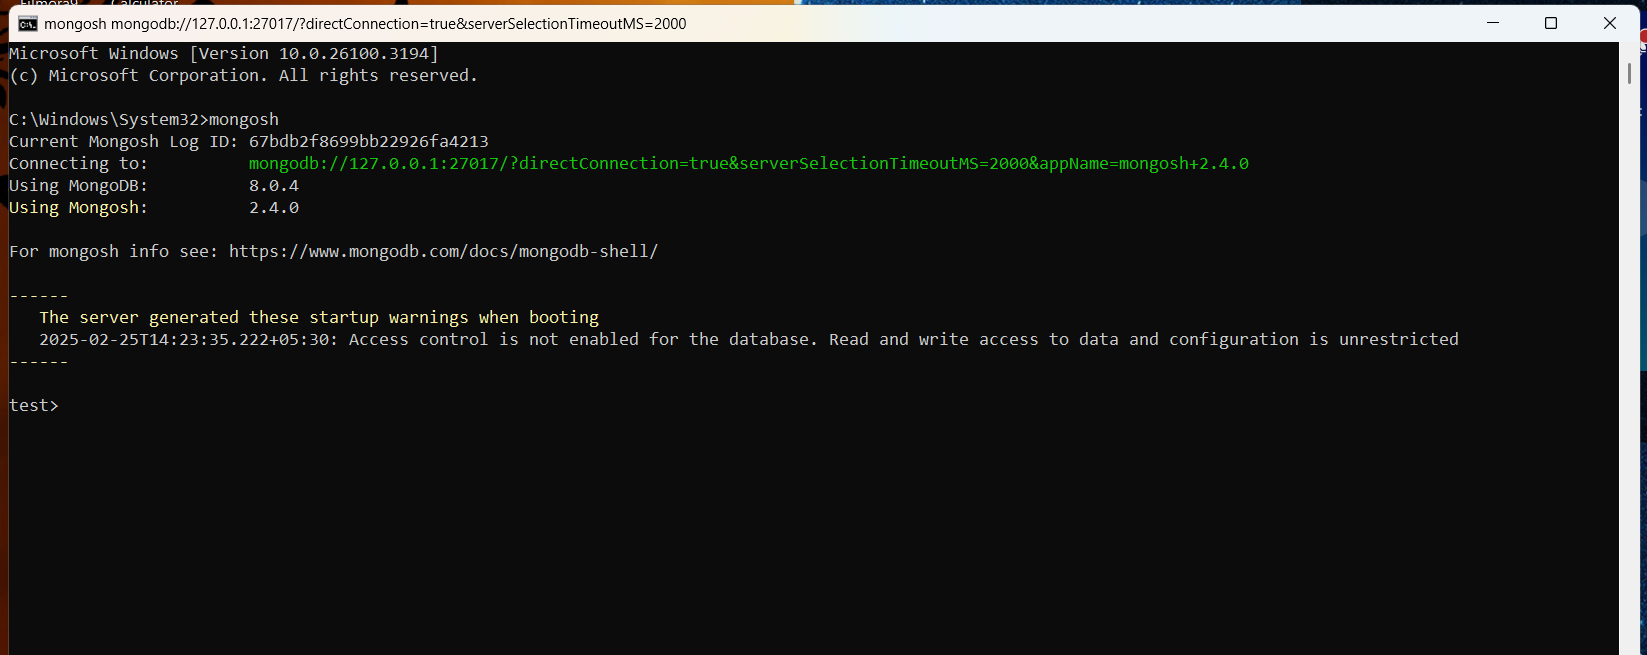 Filmora9 Calculator
mongosh mongodb://127.0.0.1:27017/?directConnection=true&serverSelectionTimeoutMS=2000
Microsoft Windows [Version 10.0.26100.3194]
(c) Microsoft Corporation. All rights reserved.
C:\Windows\System32>mongosh
Current Mongosh Log ID: 67bdb2f8699bb22926fa4213
Connecting to: mongodb://127.0.0.1:27017/?directConnection=true&serverSelectionTimeoutMS=2000&appName=mongosh+2.4.0
Using MongoDB: 8.0.4
Using Mongosh: 2.4.0
For mongosh info see: https://www.mongodb.com/docs/mongodb-shell/
------
The server generated these startup warnings when booting
2025-02-25T14:23:35.222+05:30: Access control is not enabled for the database. Read and write access to data and configuration is unrestricted
------
test>